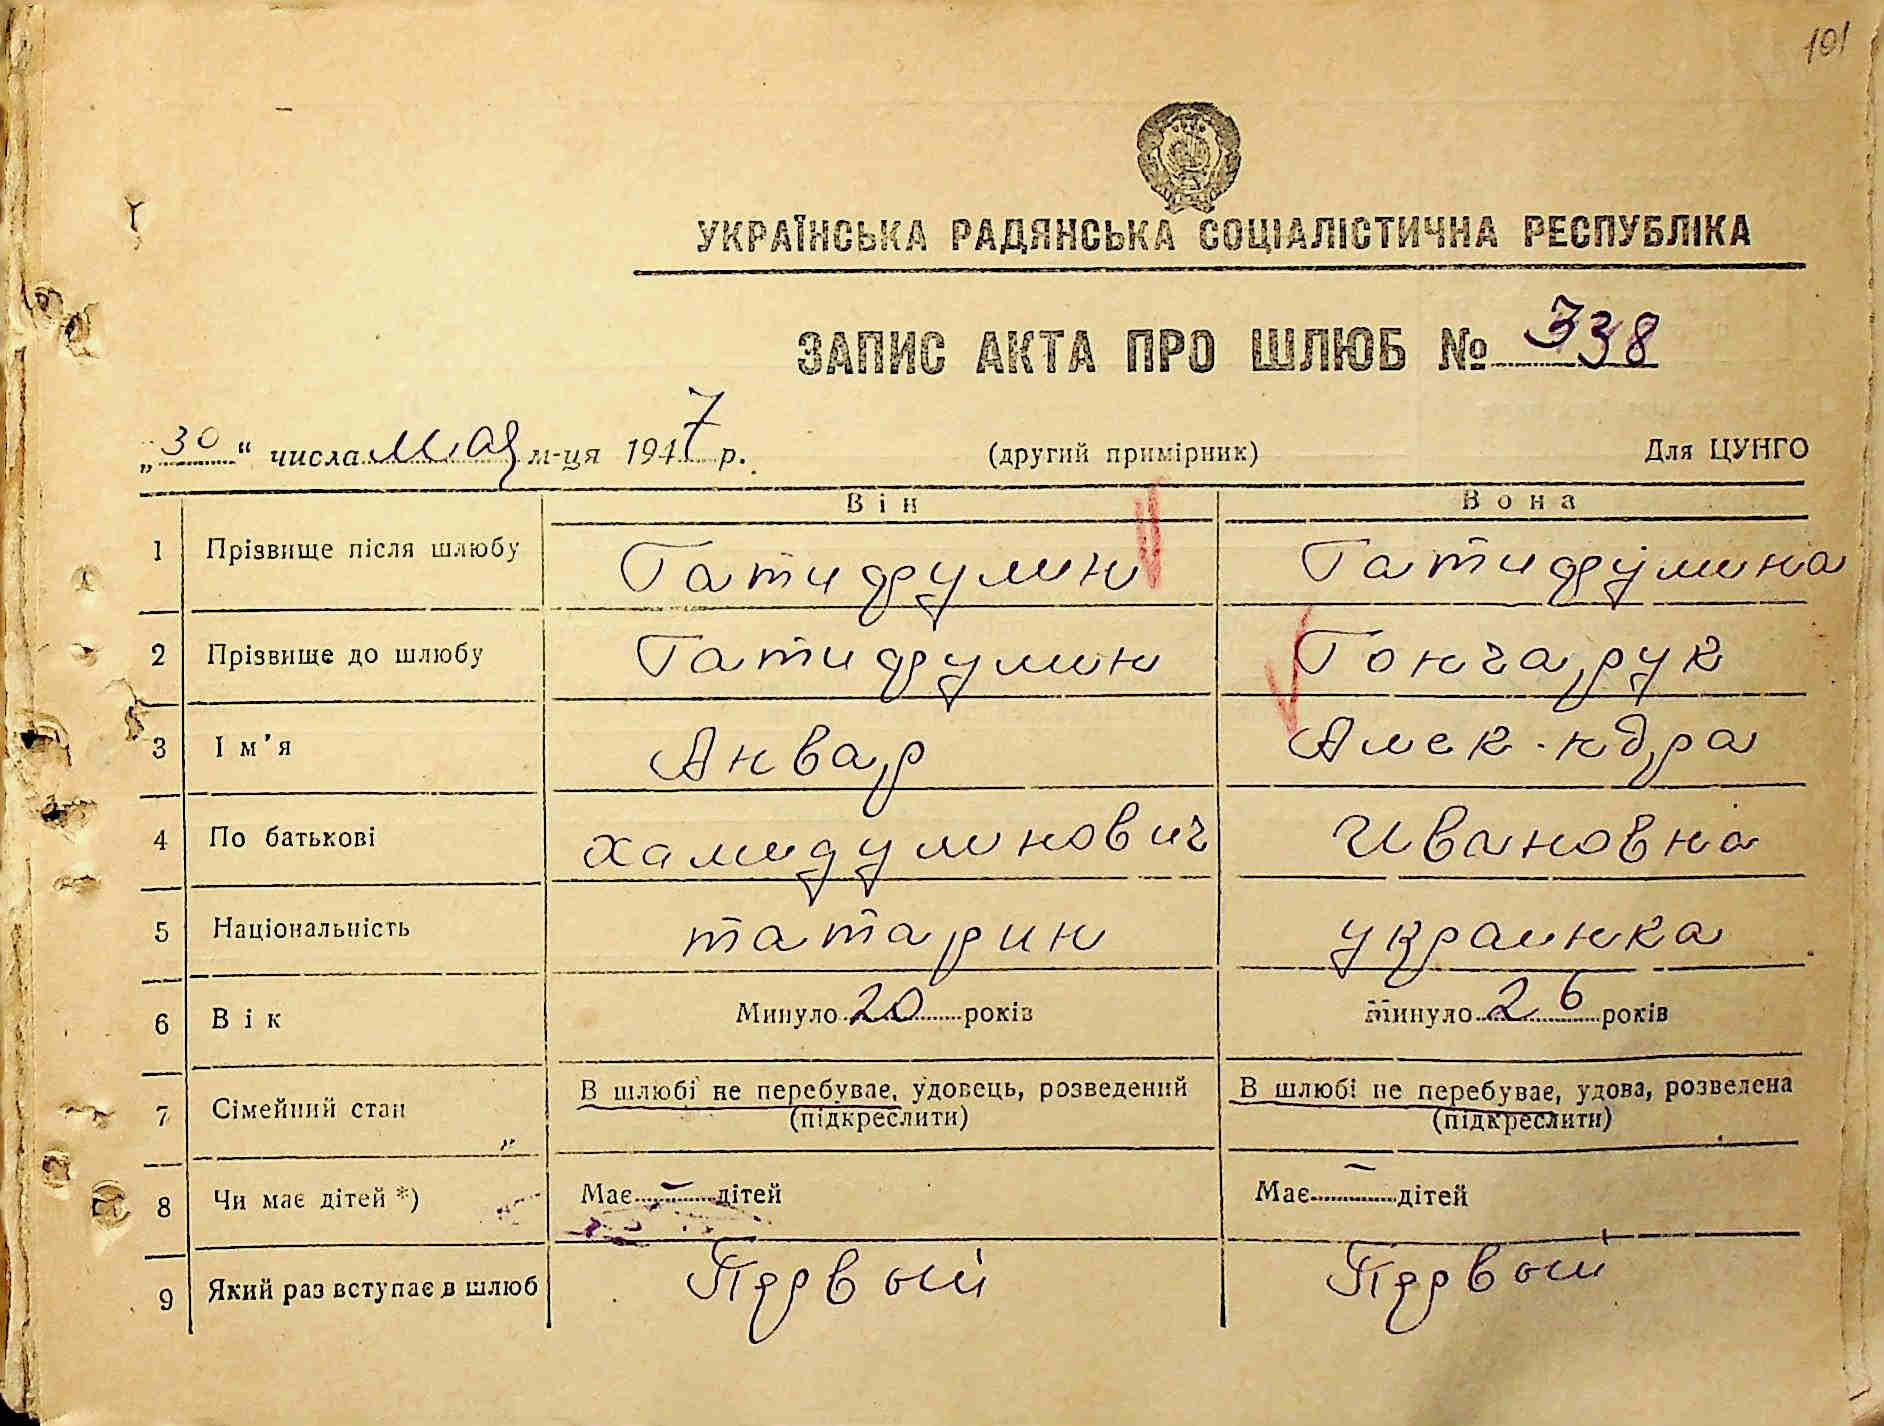 101
УКРАЇНСЬКА РАДЯНСЬКА СОЦІАЛІСТИЧНА РЕСПУБЛІКА
ЗАПИС АКТА ПРО ШЛЮБ № 338
„30“ числа мая м-ця 1947 р. (другий примірник) Для ЦУНГО
Він Вона
1 Прізвище після шлюбу Гатифулин Гатифулина
2 Прізвище до шлюбу Гатифулин Гончарук
3 Ім'я Анвар Алек-ндра
4 По батькові Хамидулинович Ивановна
5 Національність татарин украинка
6 Вік Минуло 20 років Минуло 26 років
7 Сімейний стан В шлюбі не перебуває, удовець, розведений В шлюбі не перебуває, удова, розведена
(підкреслити) (підкреслити)
8 Чи має дітей *) Має – дітей Має – дітей
9 Який раз вступає в шлюб Первый Первый